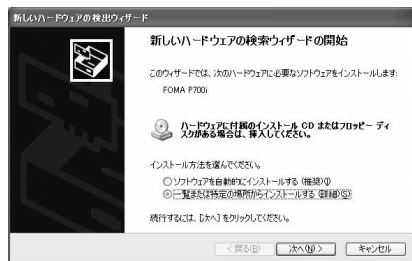 新しいハードウェアの検出ウィザード
新しいハードウェアの検索ウィザードの開始
このウィザードでは、次のハードウェアに必要なソフトウェアをインストールします:
FOMA P700i
ハードウェアに付属のインストール CD またはフロッピー ディ
スクがある場合は、挿入してください。
インストール方法を選んでください。
ソフトウェアを自動的にインストールする (推奨)(I)
一覧または特定の場所からインストールする (詳細)(S)
続行するには、[次へ] をクリックしてください。
< 戻る(B)
次へ(N) >
キャンセル